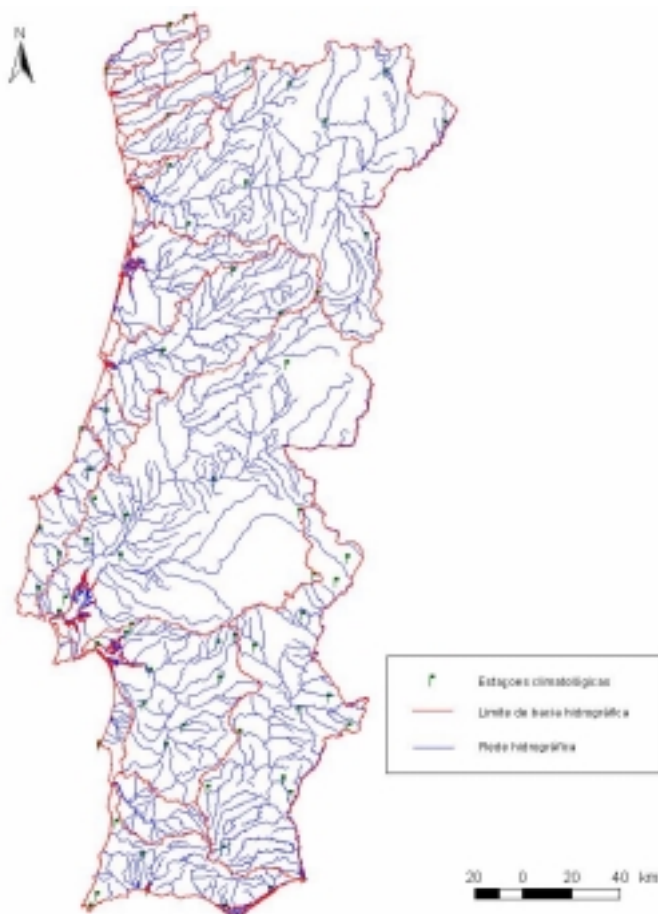 N
Estações climatológicas
Limite de bacia hidrográfica
Rede hidrográfica
20 0 20 40 km